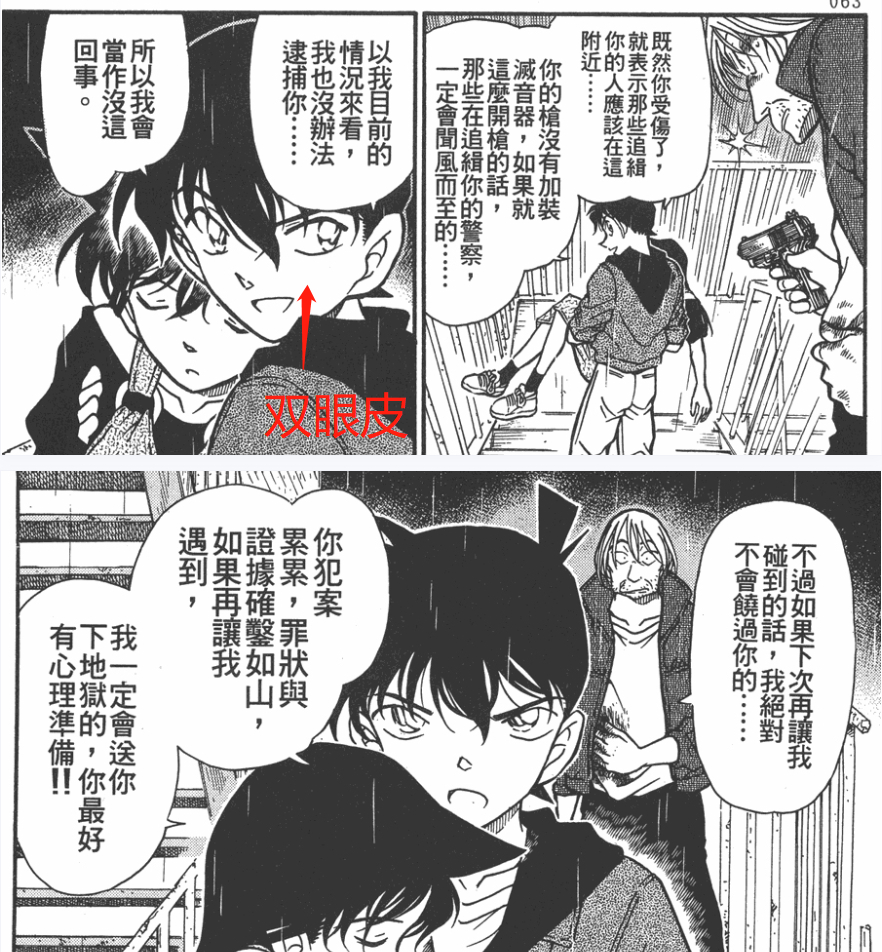 063
既然你受傷了，
就表示那些追緝
你的人應該在這
附近……
你的槍沒有加裝
滅音器，如果就
這麼開槍的話，
那些在追緝你的警察，
一定會聞風而至的……
以我目前的
情況來看，
我也沒辦法
逮捕你……
所以我會
當作沒這
回事。
双眼皮
不過如果下次再讓我
碰到的話，我絕對
不會饒過你的……
你犯案
累累，罪狀與
證據確鑿如山，
如果再讓我
遇到，
我一定會送你
下地獄的，你最好
有心理準備!!